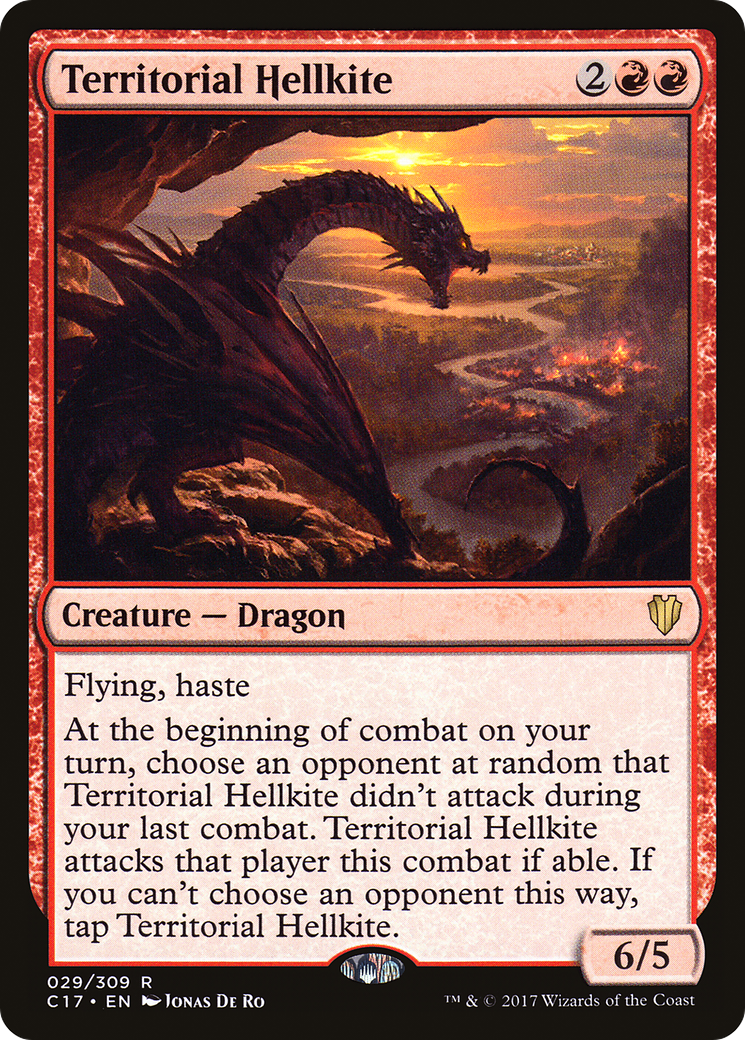 Territorial Hellkite 2
Creature — Dragon
Flying, haste
At the beginning of combat on your
turn, choose an opponent at random that
Territorial Hellkite didn't attack during
your last combat. Territorial Hellkite
attacks that player this combat if able. If
you can't choose an opponent this way,
tap Territorial Hellkite.
6/5
029/309 R
C17 • EN Jonas De Ro
™ & © 2017 Wizards of the Coast